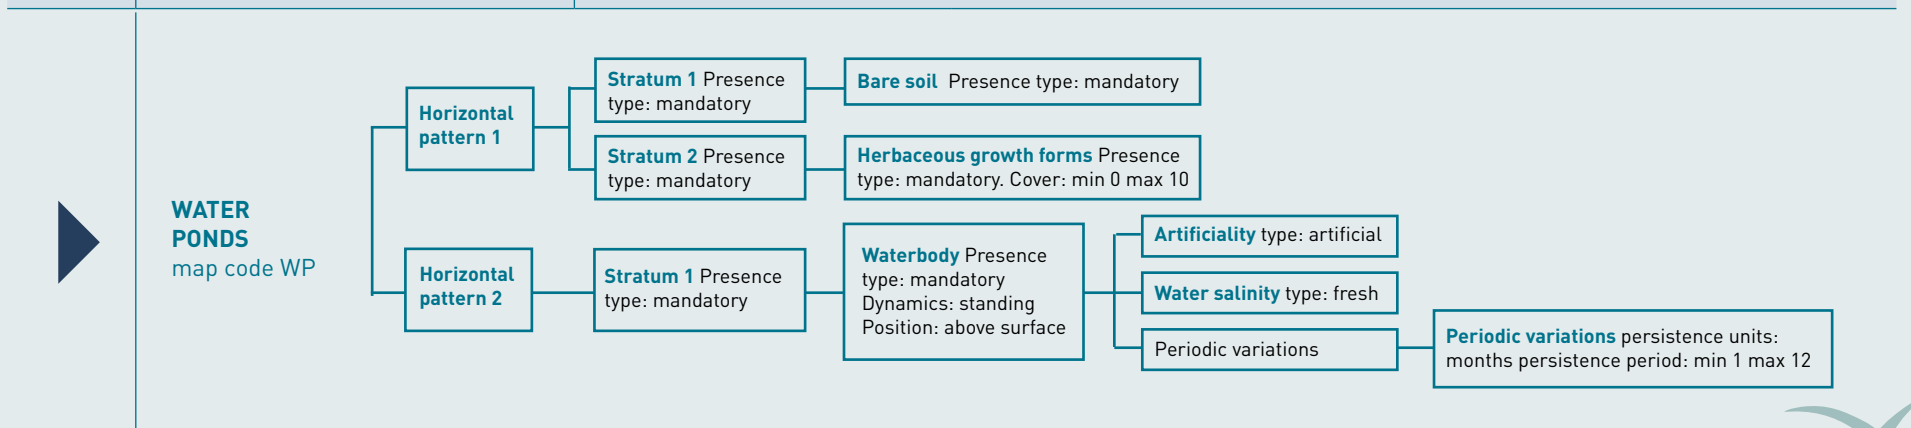 WATER
PONDS
map code WP
Horizontal
pattern 1
Stratum 1 Presence
type: mandatory
Bare soil Presence type: mandatory
Stratum 2 Presence
type: mandatory
Herbaceous growth forms Presence
type: mandatory. Cover: min 0 max 10
Horizontal
pattern 2
Stratum 1 Presence
type: mandatory
Waterbody Presence
type: mandatory
Dynamics: standing
Position: above surface
Artificiality type: artificial
Water salinity type: fresh
Periodic variations
Periodic variations persistence units:
months persistence period: min 1 max 12